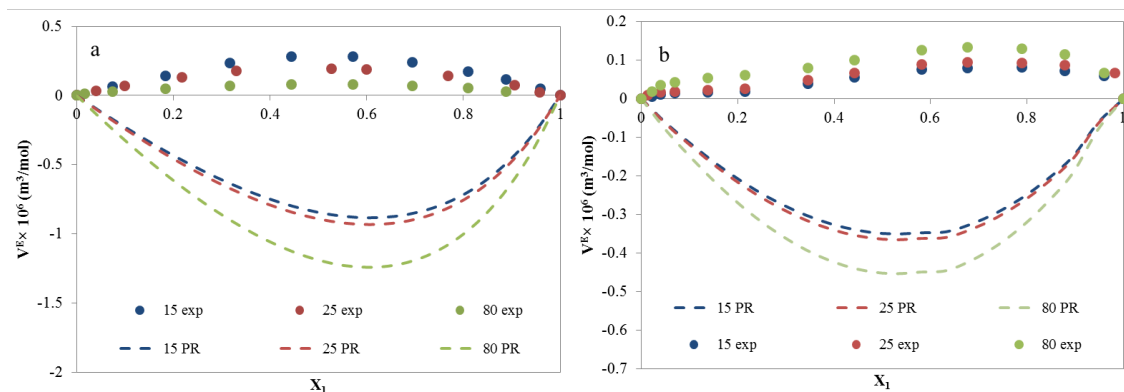 a
0.5
0
-0.5
-1
-1.5
-2
0
0.2
0.4
0.6
0.8
1
V^E× 10^6 (m^3/mol)
X_1
15 exp
25 exp
80 exp
15 PR
25 PR
80 PR
b
0.2
0.1
0
-0.1
-0.2
-0.3
-0.4
-0.5
-0.6
-0.7
0
0.2
0.4
0.6
0.8
1
V^E× 10^6 (m^3/mol)
X_1
15 PR
25 PR
80 PR
15 exp
25 exp
80 exp